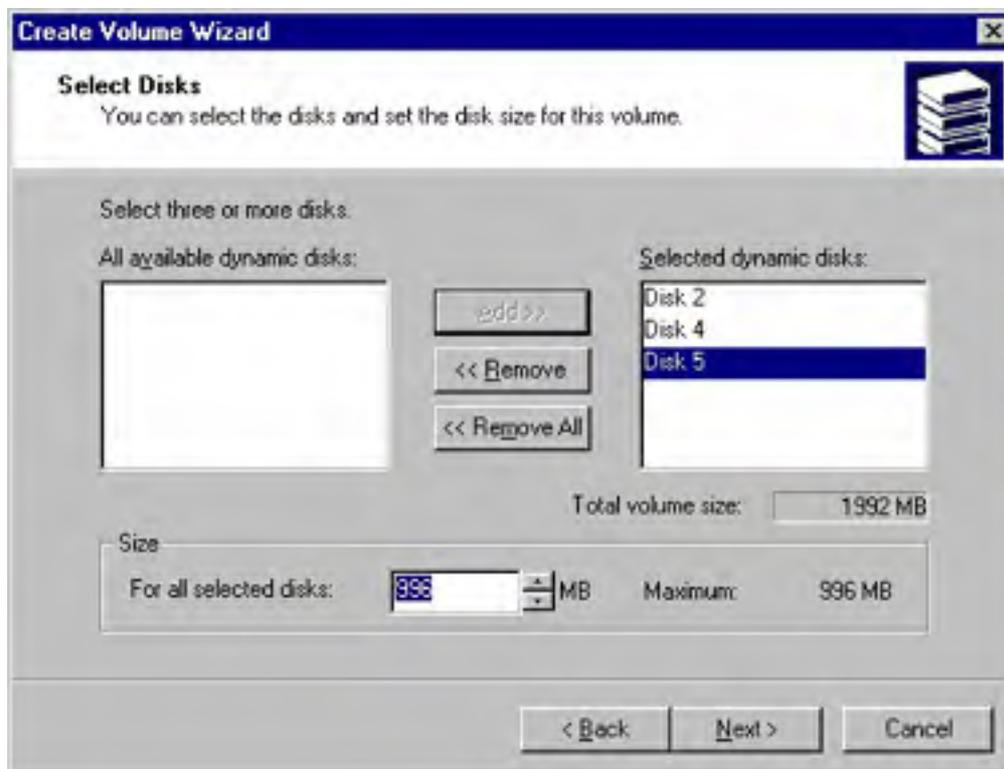 Create Volume Wizard
Select Disks
You can select the disks and set the disk size for this volume.
Select three or more disks.
All available dynamic disks:
Selected dynamic disks:
Add >>
<< Remove
<< Remove All
Disk 2
Disk 4
Disk 5
Total volume size: 1992 MB
Size
For all selected disks: 996 MB Maximum: 996 MB
< Back Next > Cancel